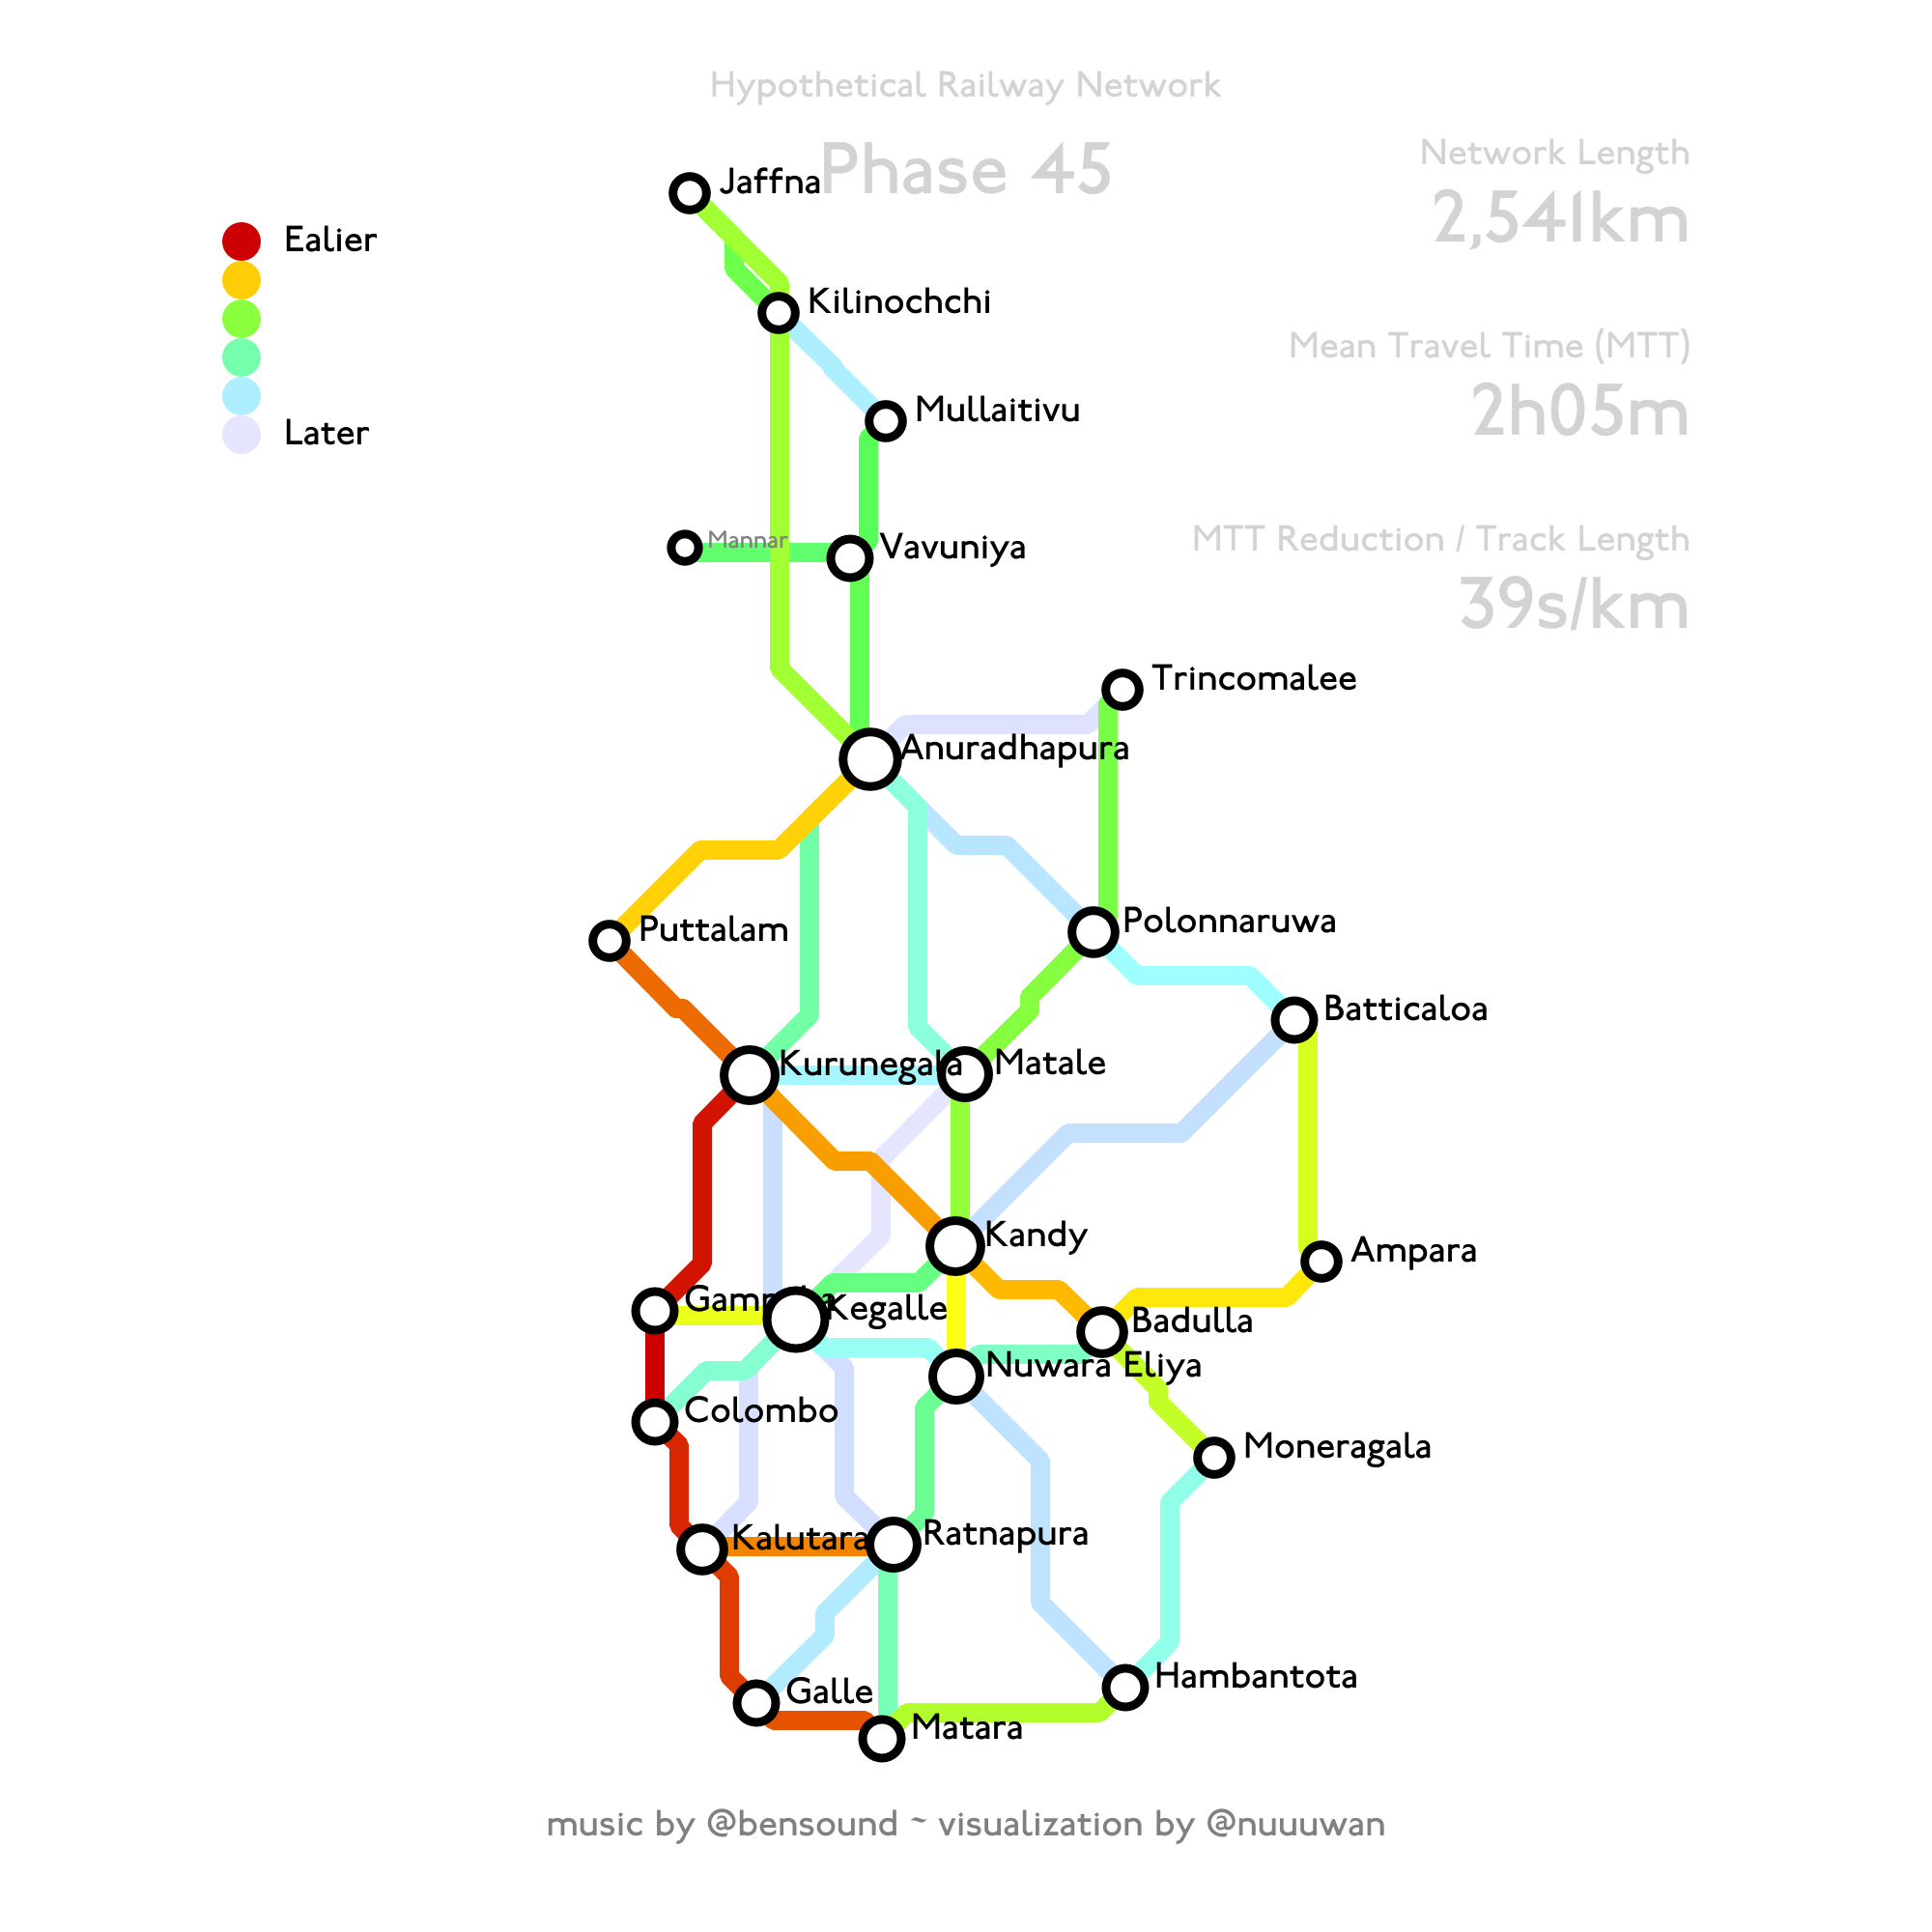 Hypothetical Railway Network
Phase 45
Network Length
2,541km
Mean Travel Time (MTT)
2h05m
MTT Reduction / Track Length
39s/km
Ealier
Later
Jaffna
Kilinochchi
Mullaitivu
Mannar
Vavuniya
Trincomalee
Anuradhapura
Puttalam
Polonnaruwa
Batticaloa
Kurunegala
Matale
Kandy
Ampara
Kegalle
Badulla
Nuwara Eliya
Colombo
Moneragala
Kalutara
Ratnapura
Galle
Hambantota
Matara
music by @bensound ~ visualization by @nuuuwan